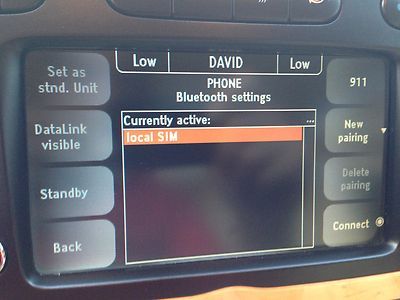 Low DAVID Low
PHONE
Bluetooth settings
Set as
stnd. Unit
DataLink
visible
Standby
Back
Currently active: ...
local SIM
911
New
pairing
Delete
pairing
Connect